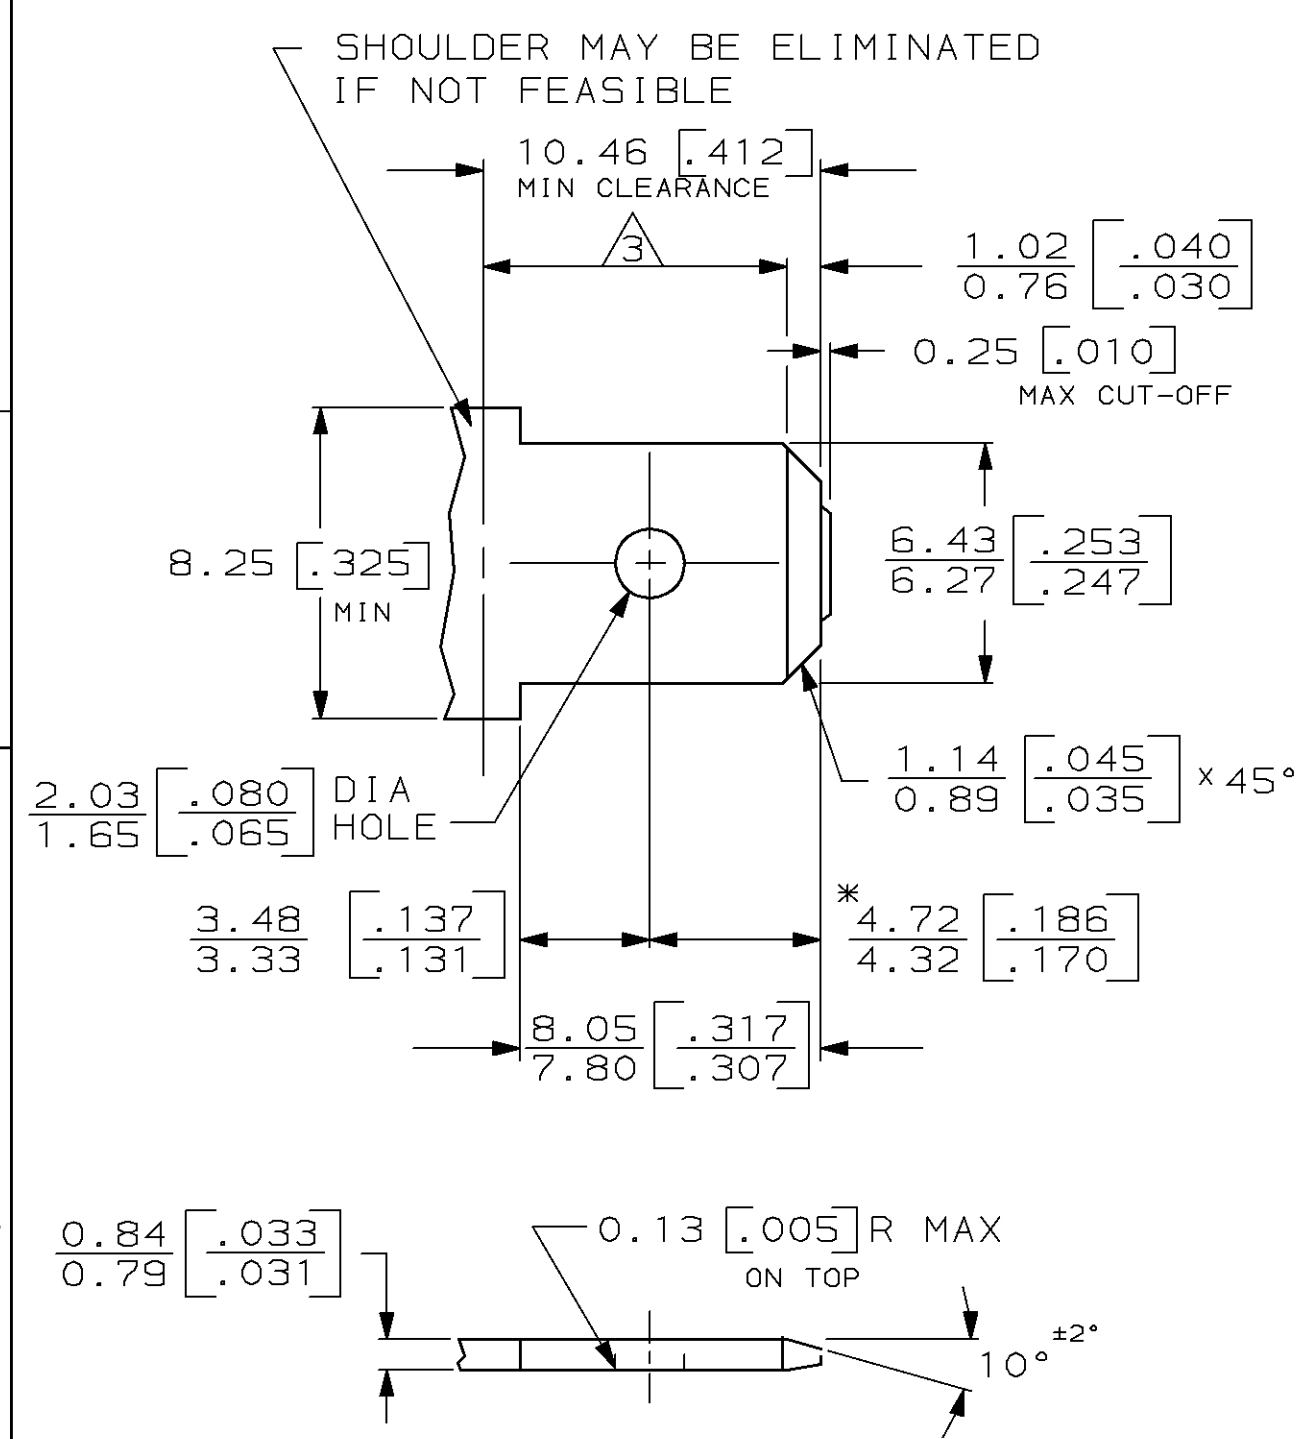 SHOULDER MAY BE ELIMINATED
IF NOT FEASIBLE
10.46 [.412]
MIN CLEARANCE
3
1.02 [.040
0.76 .030]
0.25 [.010]
MAX CUT-OFF
6.43 [.253
6.27 .247]
8.25 [.325]
MIN
1.14 [.045
0.89 .035] x 45°
2.03 [.080
1.65 .065] DIA
HOLE
3.48 [.137
3.33 .131]
*4.72 [.186
4.32 .170]
8.05 [.317
7.80 .307]
0.84 [.033
0.79 .031]
0.13 [.005] R MAX
ON TOP
10° ±2°